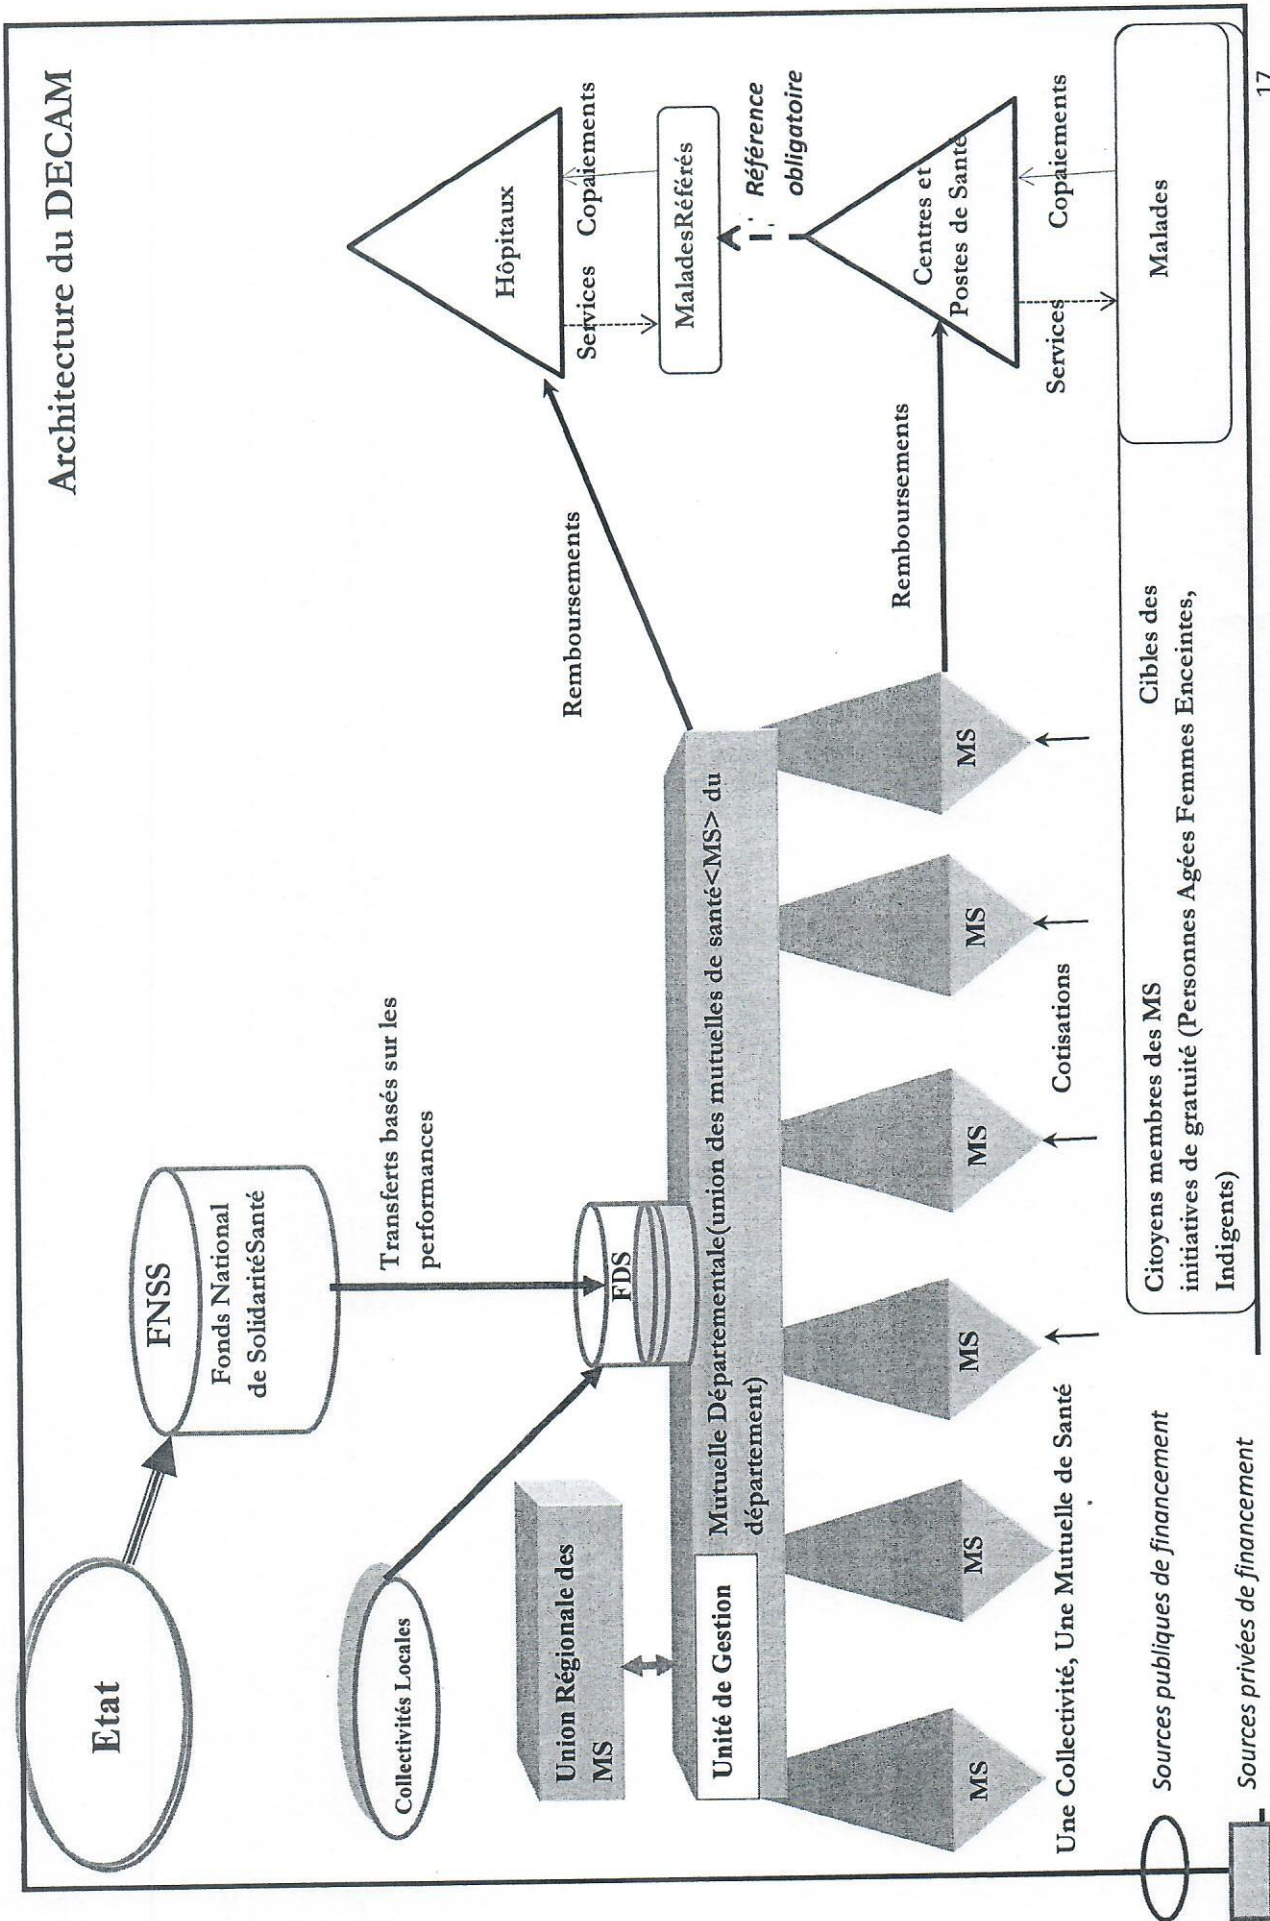 Architecture du DECAM
Etat
FNSS
Fonds National
de SolidaritéSanté
Transferts basés sur les
performances
Collectivités Locales
FDS
Union Régionale des
MS
Unité de Gestion
Mutuelle Départementale(union des mutuelles de santé<MS> du
département)
MS
MS
MS
MS
MS
MS
Une Collectivité, Une Mutuelle de Santé
Cotisations
Remboursements
Remboursements
Hôpitaux
Services
Copaiements
MaladesRéférés
Référence
obligatoire
Centres et
Postes de Santé
Services
Copaiements
Malades
Citoyens membres des MS Cibles des
initiatives de gratuité (Personnes Agées Femmes Enceintes,
Indigents)
Sources publiques de financement
Sources privées de financement
17